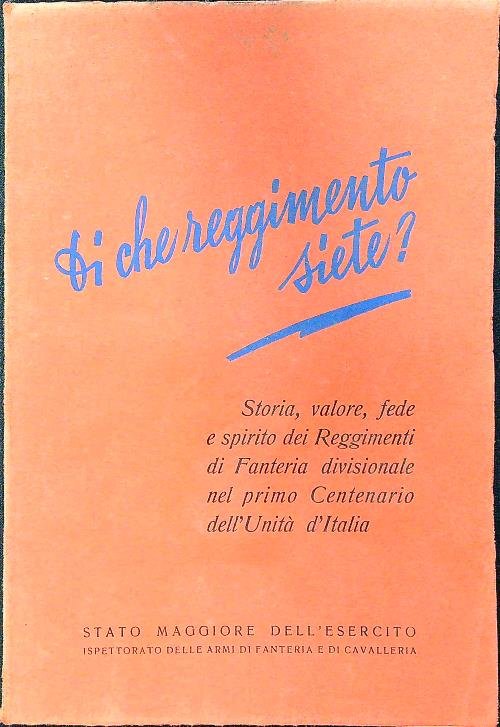 Di che reggimento
siete?
Storia, valore, fede
e spirito dei Reggimenti
di Fanteria divisionale
nel primo Centenario
dell'Unità d'Italia
STATO MAGGIORE DELL'ESERCITO
ISPETTORATO DELLE ARMI DI FANTERIA E DI CAVALLERIA